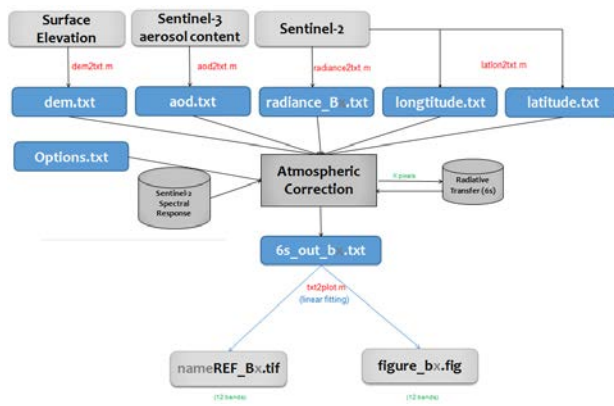 Surface
Elevation
Sentinel-3
aerosol content
Sentinel-2
dem2txt m
aod2txt m
radiance2txt m
latlon2txt m
dem.txt
aod.txt
radiance_Bx.txt
longtitude.txt
latitude.txt
Options.txt
Sentinel-2
Spectral
Response
Atmospheric
Correction
pixels
Radiative
Transfer (6s)
6s_out_bx.txt
txt2plot m
(linear fitting)
nameREF_Bx.tif
figure_bx.fig
(12 bands)
(12 bands)